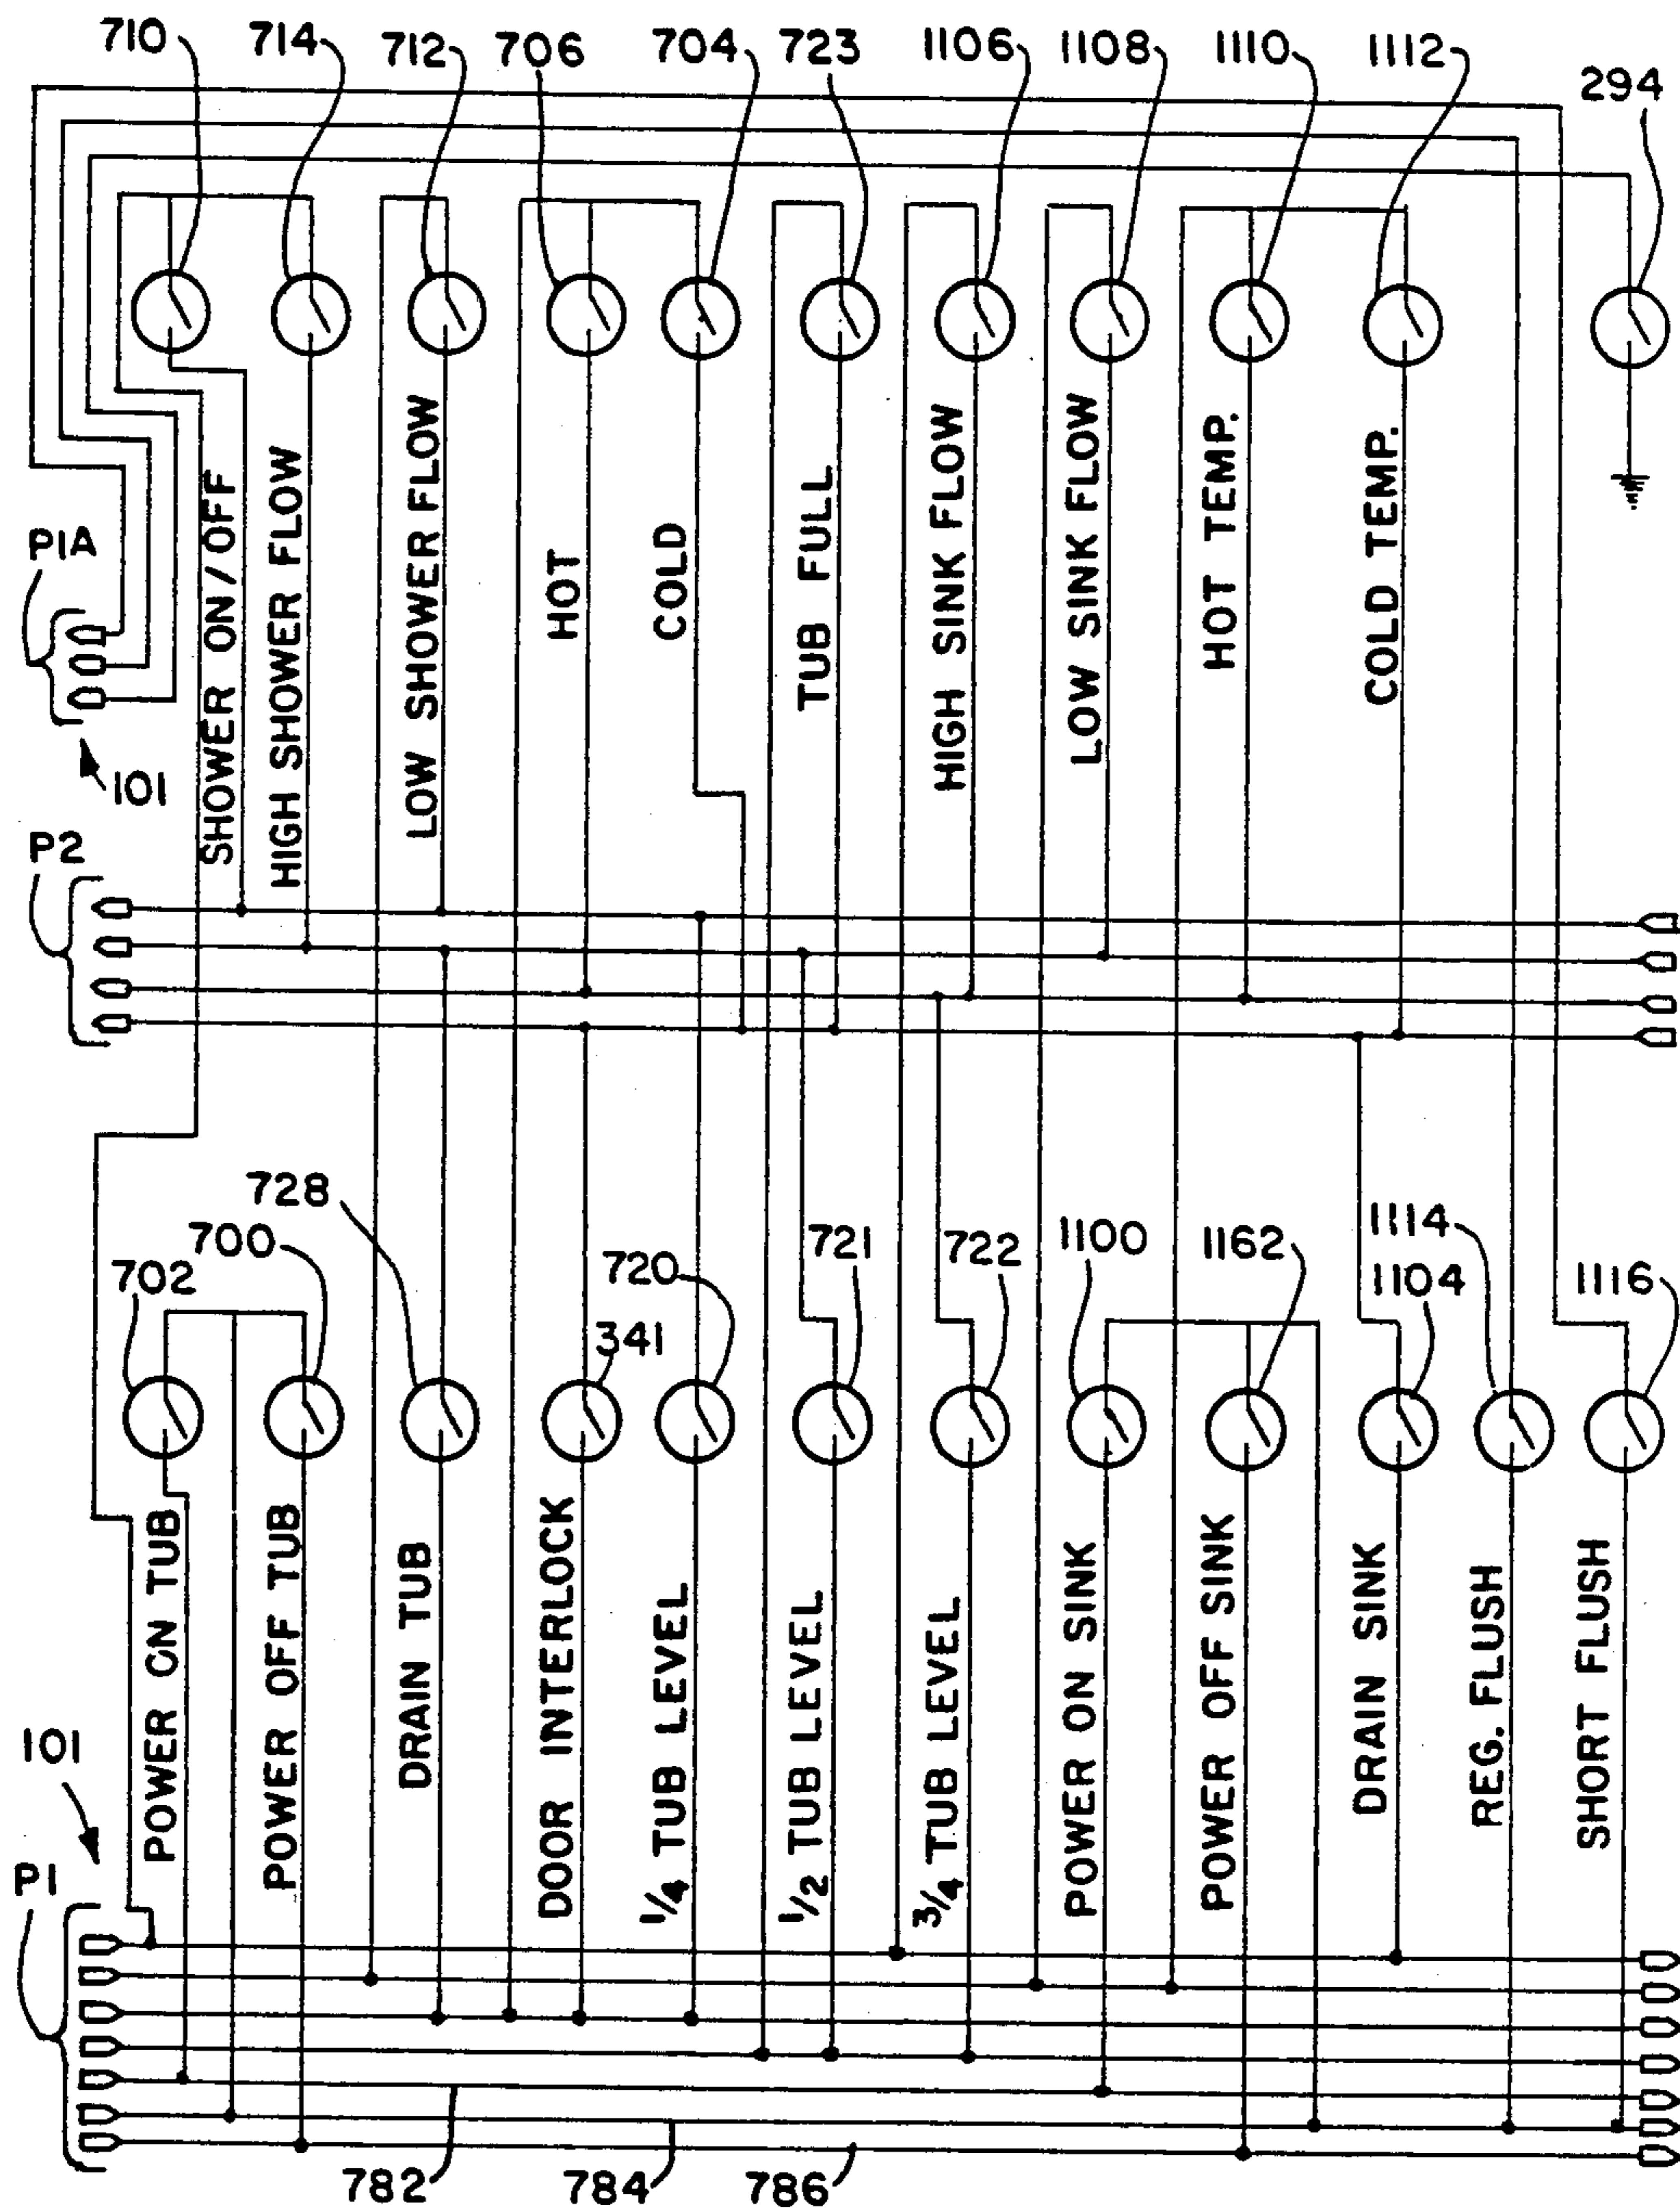 710 714 712 706 704 723 1106 1108 1110 1112 294
SHOWER ON/OFF
HIGH SHOWER FLOW
LOW SHOWER FLOW
HOT
COLD
TUB FULL
HIGH SINK FLOW
LOW SINK FLOW
HOT TEMP.
COLD TEMP.
P1A
101
P2
702 700 728 341 720 721 722 1100 1162 1114 1104 1116
POWER ON TUB
POWER OFF TUB
DRAIN TUB
DOOR INTERLOCK
1/4 TUB LEVEL
1/2 TUB LEVEL
3/4 TUB LEVEL
POWER ON SINK
POWER OFF SINK
DRAIN SINK
REG. FLUSH
SHORT FLUSH
101
P1
782 784 786